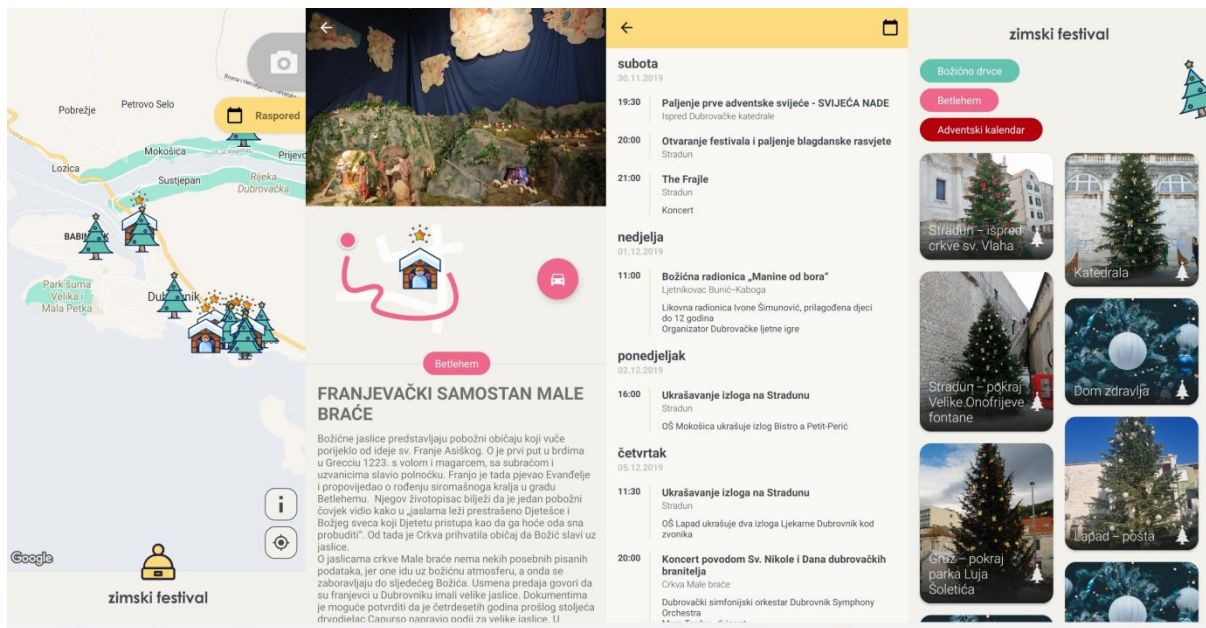 Pobrežje
Petrovo Selo
Raspored
Mokošica
Prijevo
Lozica
Sustjepan
Rijeka
Dubrovačka
Park šuma
Velika i
Mala Petka
Google
zimski festival
Betlehem
FRANJEVAČKI SAMOSTAN MALE
BRAĆE
Božićne jaslice predstavljaju pobožni običaju koji vuče
porijeklo od ideje sv. Franje Asiškog. O je prvi put u brdima
u Grecciu 1223. s volom i magarcem, sa subraćom i
uzvanicima slavio polnoćku. Franjo je tada pjevao Evanđelje
i propovijedao o rođenju siromašnoga kralja u gradu
Betlehemu. Njegov životopisac bilježi da je jedan pobožni
čovjek vidio kako u „jaslama leži prestrašeno Djetešce i
Božjeg sveca koji Djetetu pristupa kao da ga hoće oda sna
probuditi“. Od tada je Crkva prihvatila običaj da Božić slavi uz
jaslice.
O jaslicama crkve Male braće nema nekih posebnih pisanih
podataka, jer one idu uz božićnu atmosferu, a onda se
zaboravljaju do sljedećeg Božića. Usmena predaja govori da
su franjevci u Dubrovniku imali velike jaslice. Dokumentima
je moguće potvrditi da je četrdesetih godina prošlog stoljeća
drvodjelac Capurso napravio podij za velike jaslice. U
subota
30.11.2019
19:30 Paljenje prve adventske svijeće - SVIJEĆA NADE
Ispred Dubrovačke katedrale
20:00 Otvaranje festivala i paljenje blagdanske rasvjete
Stradun
21:00 The Frajle
Stradun
Koncert
nedjelja
01.12.2019
11:00 Božićna radionica „Manine od bora“
Ljetnikovac Bunić-Kaboga
Likovna radionica Ivone Šimunović, prilagođena djeci
do 12 godina
Organizator Dubrovačke ljetne igre
ponedjeljak
02.12.2019
16:00 Ukrašavanje izloga na Stradunu
Stradun
OŠ Mokošica ukrašuje izlog Bistro a Petit-Perić
četvrtak
05.12.2019
11:30 Ukrašavanje izloga na Stradunu
Stradun
OŠ Lapad ukrašuje dva izloga Ljekarne Dubrovnik kod
zvonika
20:00 Koncert povodom Sv. Nikole i Dana dubrovačkih
branitelja
Crkva Male braće
Dubrovački simfonijski orkestar Dubrovnik Symphony
Orchestra
zimski festival
Božićno drvce
Betlehem
Adventski kalendar
Stradun – ispred
crkve sv. Vlaha
Katedrala
Stradun – pokraj
Velike Onofrijeve
fontane
Dom zdravlja
Gruž – pokraj
parka Luja
Šoletića
Lapad – pošta